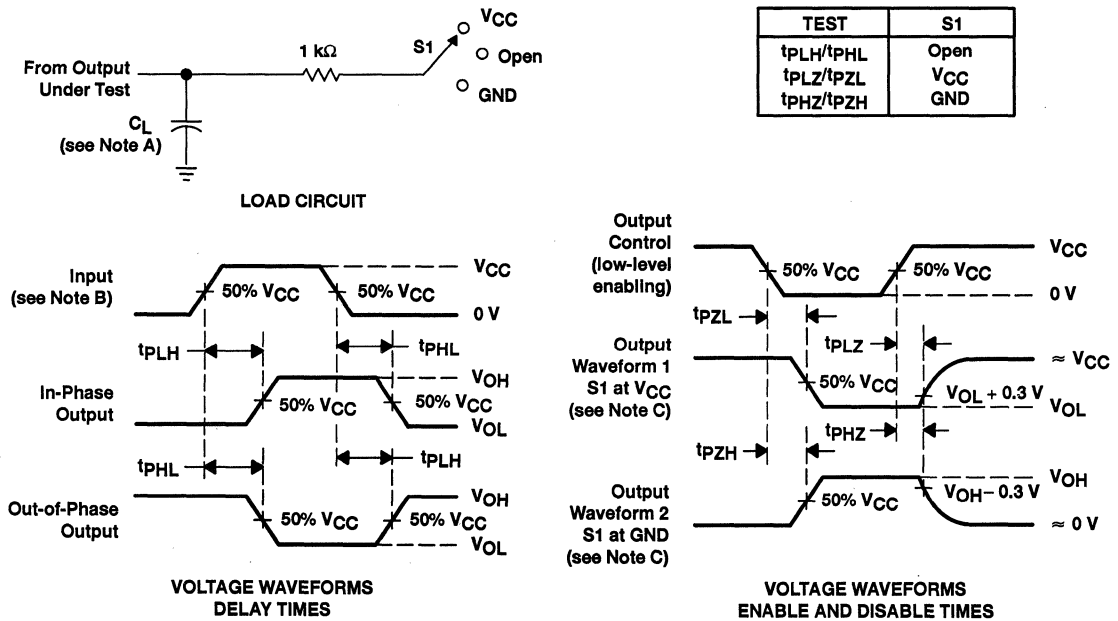 VCC
S1
Open
GND
1 kΩ
From Output
Under Test
CL
(see Note A)
LOAD CIRCUIT
TEST S1
tPLH/tPHL Open
tPLZ/tPZL VCC
tPHZ/tPZH GND
Input
(see Note B)
50% VCC
50% VCC
VCC
0 V
tPLH
tPHL
In-Phase
Output
50% VCC
50%
VCC
VOH
VOL
tPHL
tPLH
Out-of-Phase
Output
50% VCC
50% VCC
VOH
VOL
VOLTAGE WAVEFORMS
DELAY TIMES
Output
Control
(low-level
enabling)
50% VCC
50% VCC
VCC
0 V
tPZL
tPLZ
Output
Waveform 1
S1 at VCC
(see Note C)
50% VCC
VOL + 0.3 V
≈ VCC
VOL
tPHZ
tPZH
Output
Waveform 2
S1 at GND
(see Note C)
50% VCC
VOH – 0.3 V
VOH
≈ 0 V
VOLTAGE WAVEFORMS
ENABLE AND DISABLE TIMES